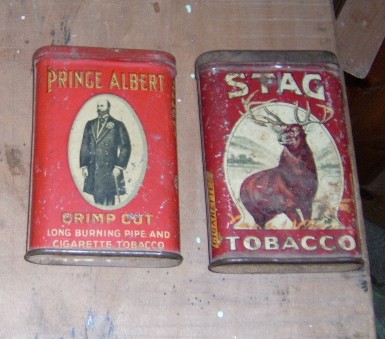 PRINCE ALBERT
CRIMP CUT
LONG BURNING PIPE AND
CIGARETTE TOBACCO
STAG
TOBACCO